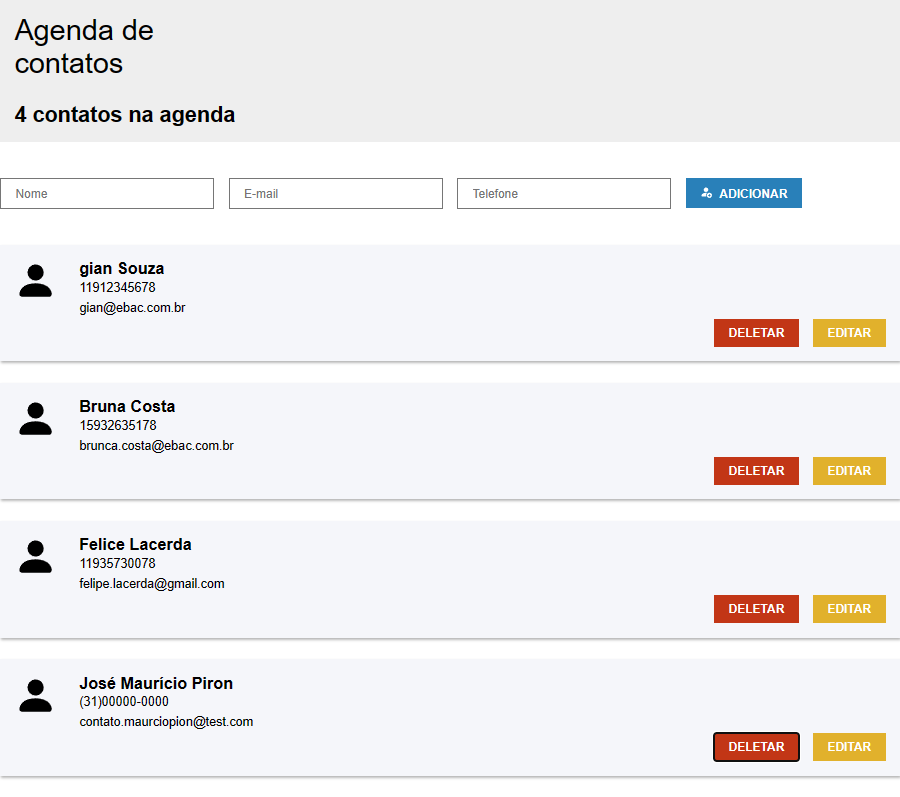 Agenda de
contatos
4 contatos na agenda
Nome E-mail Telefone ADICIONAR
gian Souza
11912345678
gian@ebac.com.br
DELETAR EDITAR
Bruna Costa
15932635178
brunca.costa@ebac.com.br
DELETAR EDITAR
Felice Lacerda
11935730078
felipe.lacerda@gmail.com
DELETAR EDITAR
José Maurício Piron
(31)00000-0000
contato.maurciopion@test.com
DELETAR EDITAR